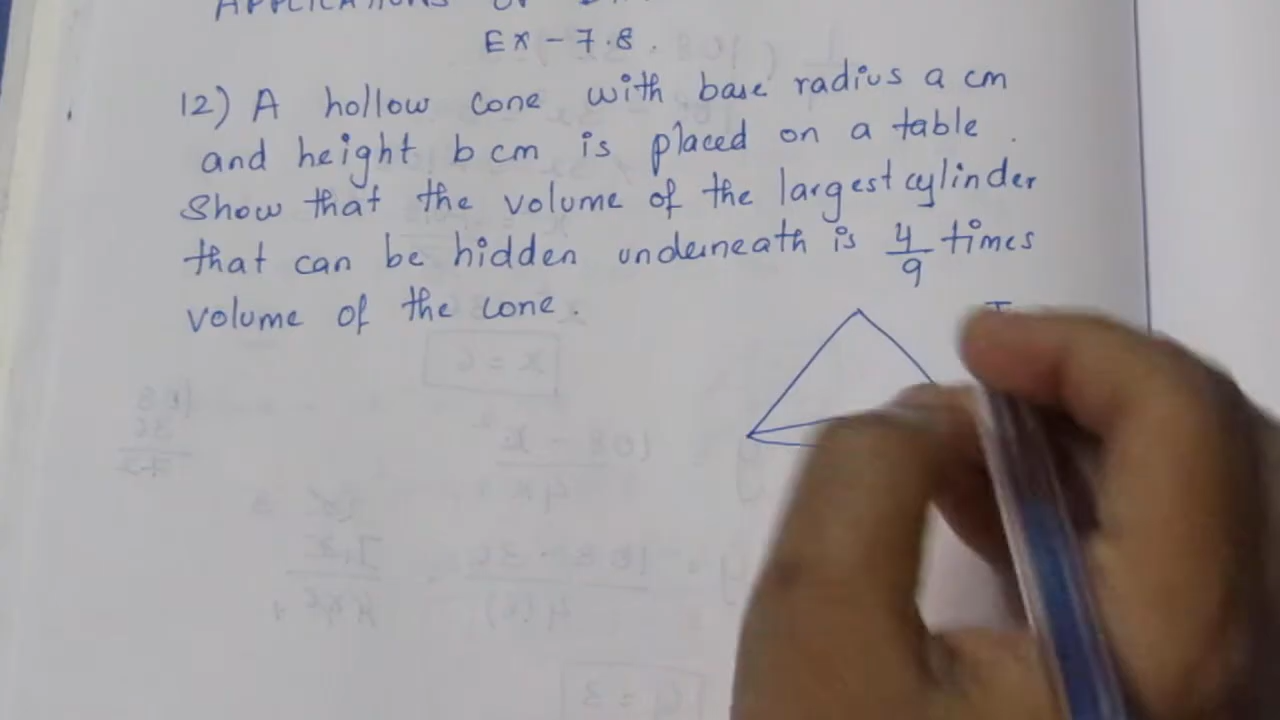 APPLICATIONS OF
Ex - 7.8.
12) A hollow cone with base radius a cm
and height b cm is placed on a table.
Show that the volume of the largest cylinder
that can be hidden underneath is 4/9 times
volume of the cone.